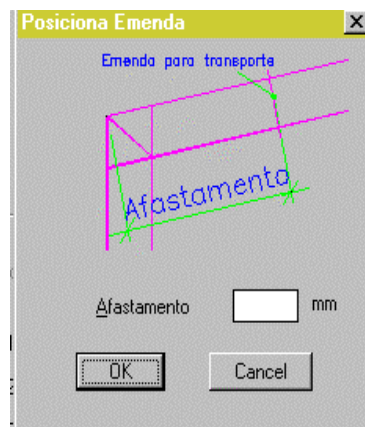 Posiciona Emenda
Emenda para transporte
Afastamento
Afastamento mm
OK Cancel